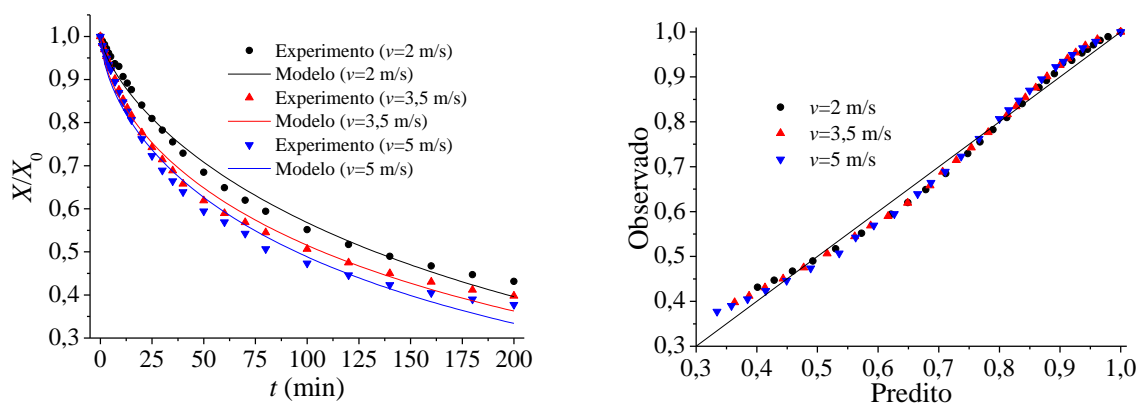 1,0
0,9
0,8
0,7
0,6
0,5
0,4
0,3
X/X0
0
25
50
75
100
125
150
175
200
t (min)
Experimento (v=2 m/s)
Modelo (v=2 m/s)
Experimento (v=3,5 m/s)
Modelo (v=3,5 m/s)
Experimento (v=5 m/s)
Modelo (v=5 m/s)
1,0
0,9
0,8
0,7
0,6
0,5
0,4
0,3
Observado
0,3
0,4
0,5
0,6
0,7
0,8
0,9
1,0
Predito
v=2 m/s
v=3,5 m/s
v=5 m/s